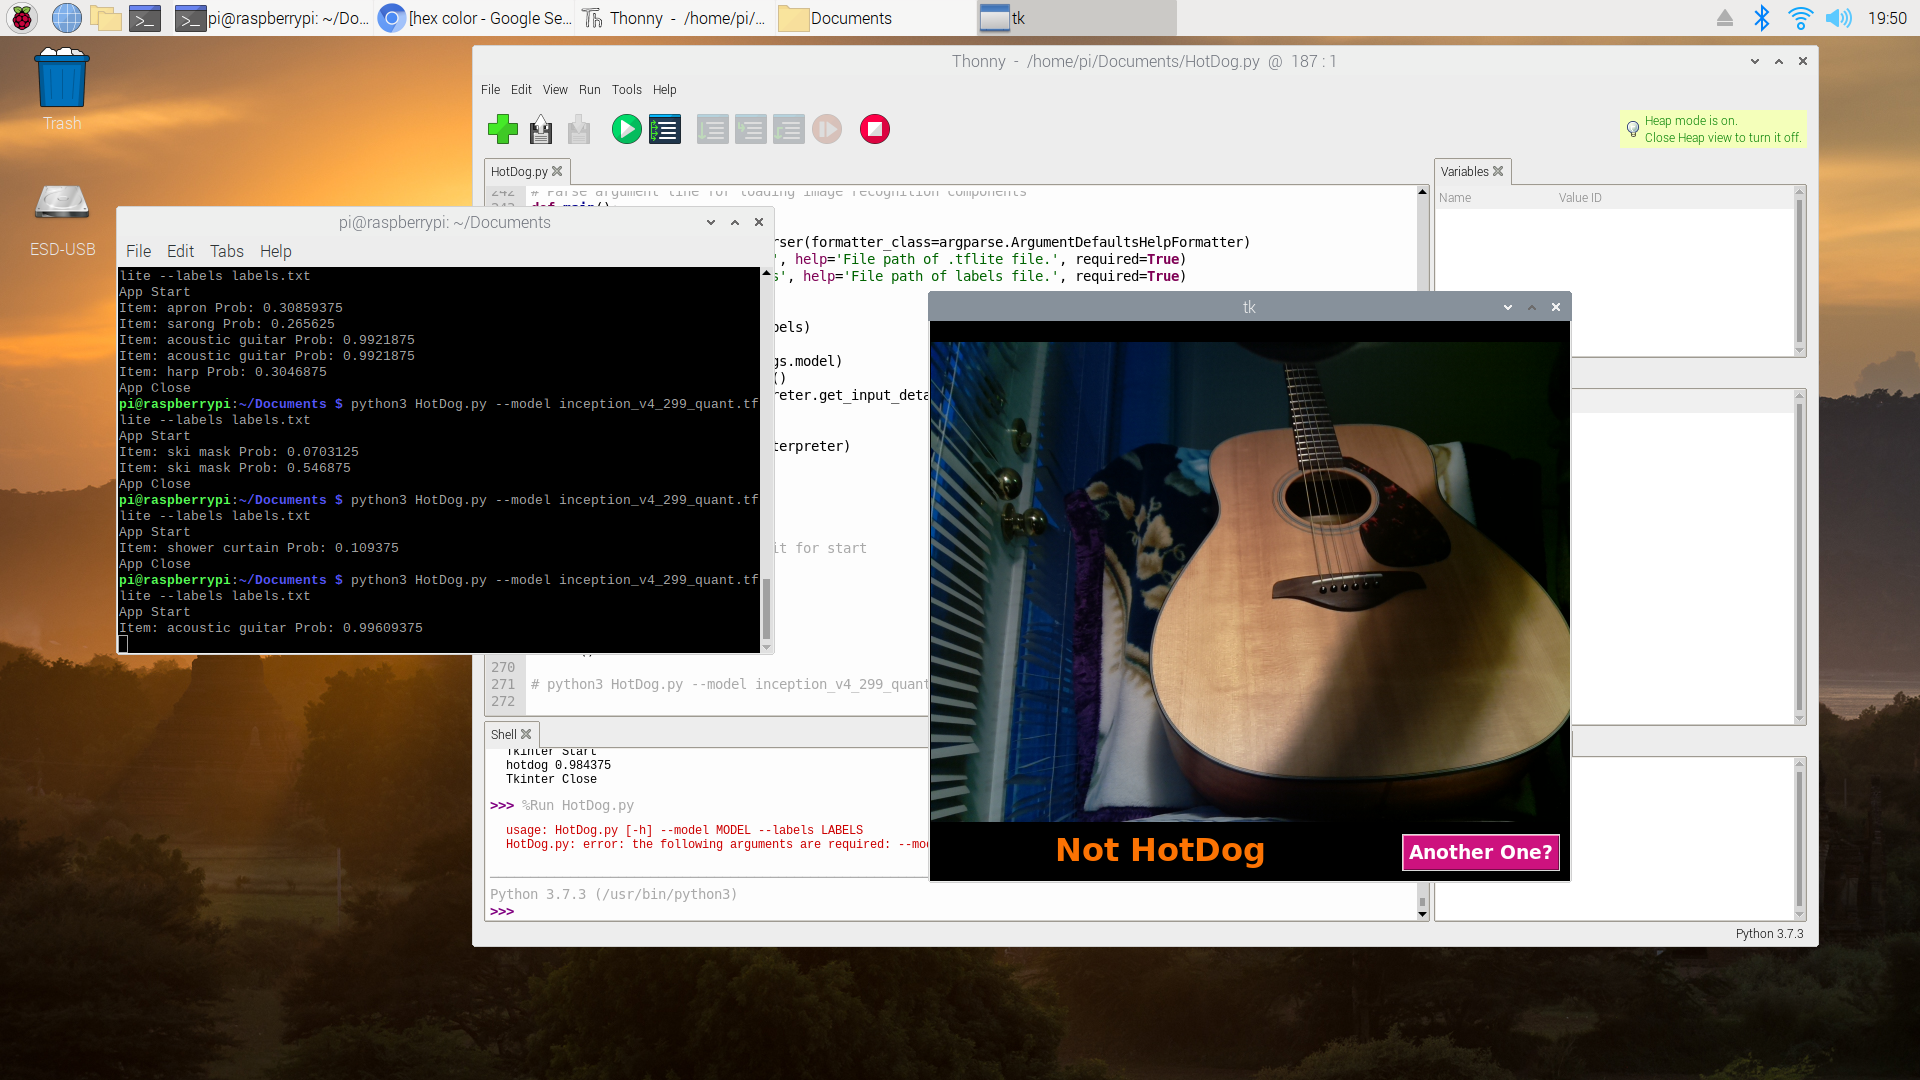 pi@raspberrypi: ~/Do...
[hex color - Google Se...
Thonny  -  /home/pi/...
Documents
tk
19:50
Trash
ESD-USB
Thonny  -  /home/pi/Documents/HotDog.py  @  187 : 1
File Edit View Run Tools Help
Heap mode is on.
Close Heap view to turn it off.
HotDog.py
242 # Parse argument line for loading image recognition components
243 def main():
rser(formatter_class=argparse.ArgumentDefaultsHelpFormatter)
', help='File path of .tflite file.', required=True)
s', help='File path of labels file.', required=True)
bels)
gs.model)
()
reter.get_input_deta
terpreter)
it for start
270
271 # python3 HotDog.py --model inception_v4_299_quant
272
Variables
Name Value ID
pi@raspberrypi: ~/Documents
File Edit Tabs Help
lite --labels labels.txt
App Start
Item: apron Prob: 0.30859375
Item: sarong Prob: 0.265625
Item: acoustic guitar Prob: 0.9921875
Item: acoustic guitar Prob: 0.9921875
Item: harp Prob: 0.3046875
App Close
pi@raspberrypi:~/Documents $ python3 HotDog.py --model inception_v4_299_quant.tf
lite --labels labels.txt
App Start
Item: ski mask Prob: 0.0703125
Item: ski mask Prob: 0.546875
App Close
pi@raspberrypi:~/Documents $ python3 HotDog.py --model inception_v4_299_quant.tf
lite --labels labels.txt
App Start
Item: shower curtain Prob: 0.109375
App Close
pi@raspberrypi:~/Documents $ python3 HotDog.py --model inception_v4_299_quant.tf
lite --labels labels.txt
App Start
Item: acoustic guitar Prob: 0.99609375
tk
Not HotDog
Another One?
Shell
Tkinter Start
hotdog 0.984375
Tkinter Close
>>> %Run HotDog.py
usage: HotDog.py [-h] --model MODEL --labels LABELS
HotDog.py: error: the following arguments are required: --mo
Python 3.7.3 (/usr/bin/python3)
>>>
Python 3.7.3